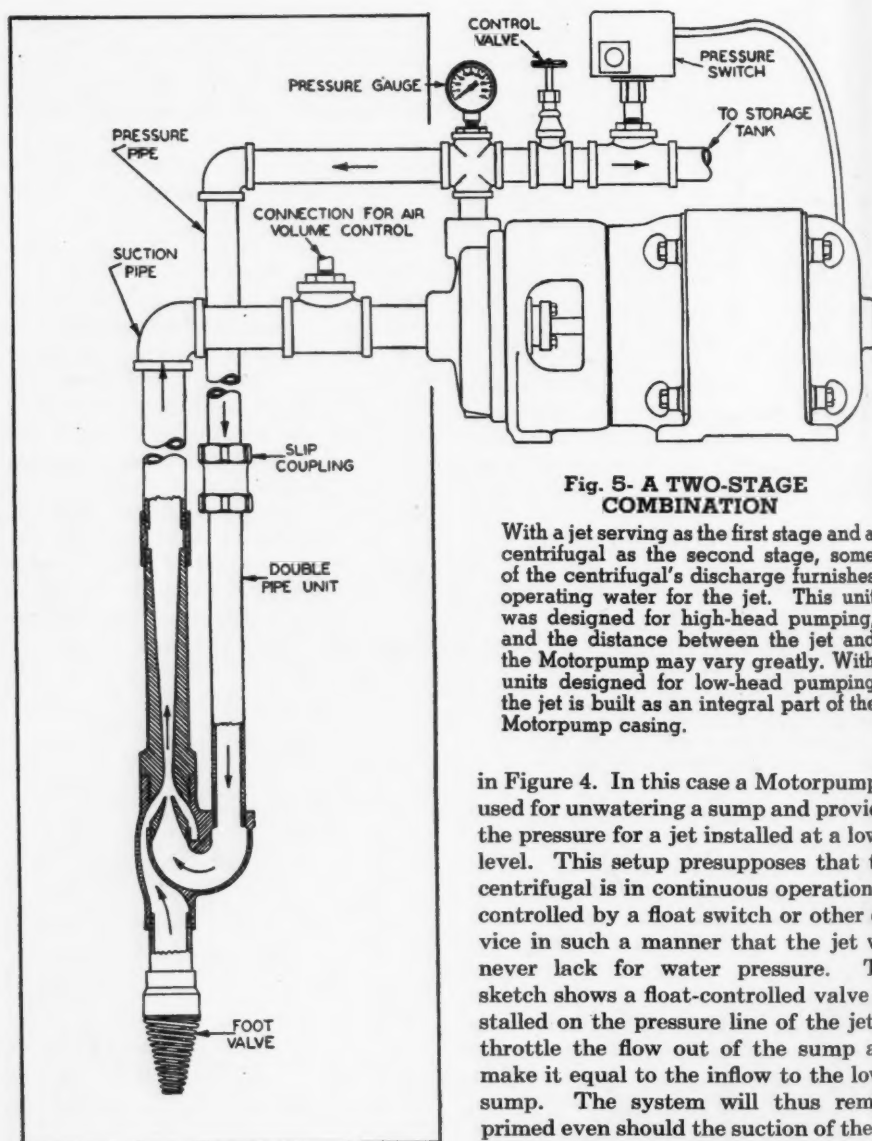 CONTROL
VALVE
PRESSURE GAUGE
PRESSURE
SWITCH
TO STORAGE
TANK
PRESSURE
PIPE
CONNECTION FOR AIR
VOLUME CONTROL
SUCTION
PIPE
SLIP
COUPLING
DOUBLE
PIPE UNIT
FOOT
VALVE
Fig. 5- A TWO-STAGE
COMBINATION
With a jet serving as the first stage and a
centrifugal as the second stage, some
of the centrifugal's discharge furnishes
operating water for the jet. This unit
was designed for high-head pumping,
and the distance between the jet and
the Motorpump may vary greatly. With
units designed for low-head pumping
the jet is built as an integral part of the
Motorpump casing.
in Figure 4. In this case a Motorpump
used for unwatering a sump and
the pressure for a jet installed at a
level. This setup presupposes that
centrifugal is in continuous operation
controlled by a float switch or other
vice in such a manner that the jet
never lack for water pressure.
sketch shows a float-controlled valve
stalled on the pressure line of the jet
throttle the flow out of the sump
make it equal to the inflow to the
sump. The system will thus
primed even should the suction of the